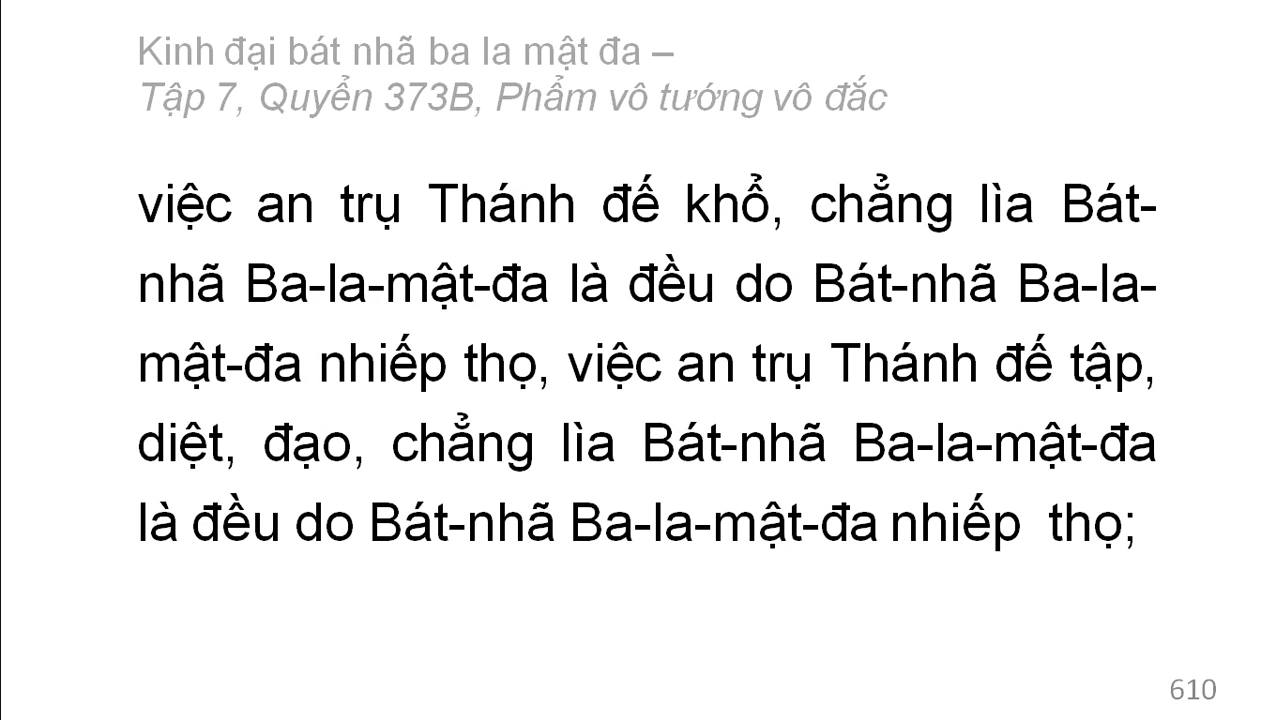 Kinh đại bát nhã ba la mật đa –
Tập 7, Quyển 373B, Phẩm vô tướng vô đắc
việc an trụ Thánh đế khổ, chẳng lìa Bát-
nhã Ba-la-mật-đa là đều do Bát-nhã Ba-la-
mật-đa nhiếp thọ, việc an trụ Thánh đế tập,
diệt, đạo, chẳng lìa Bát-nhã Ba-la-mật-đa
là đều do Bát-nhã Ba-la-mật-đa nhiếp thọ;
610